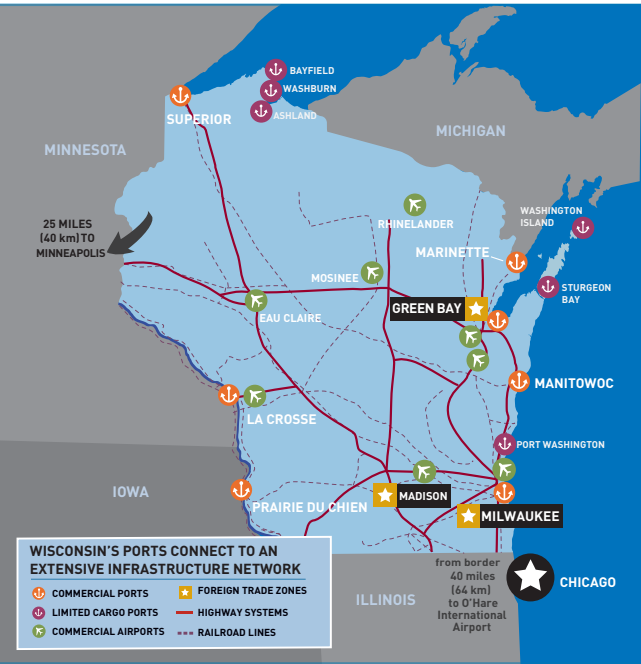 BAYFIELD
WASHBURN
ASHLAND
SUPERIOR
MICHIGAN
MINNESOTA
WASHINGTON
ISLAND
25 MILES
(40 km) TO
MINNEAPOLIS
RHINELANDER
MARINETTE
MOSINEE
STURGEON
BAY
GREEN BAY
EAU CLAIRE
MANITOWOC
LA CROSSE
PORT WASHINGTON
IOWA
MADISON
PRAIRIE DU CHIEN
MILWAUKEE
WISCONSIN'S PORTS CONNECT TO AN
EXTENSIVE INFRASTRUCTURE NETWORK
COMMERCIAL PORTS
FOREIGN TRADE ZONES
LIMITED CARGO PORTS
HIGHWAY SYSTEMS
COMMERCIAL AIRPORTS
RAILROAD LINES
ILLINOIS
from border
40 miles
(64 km)
to O'Hare
International
Airport
CHICAGO